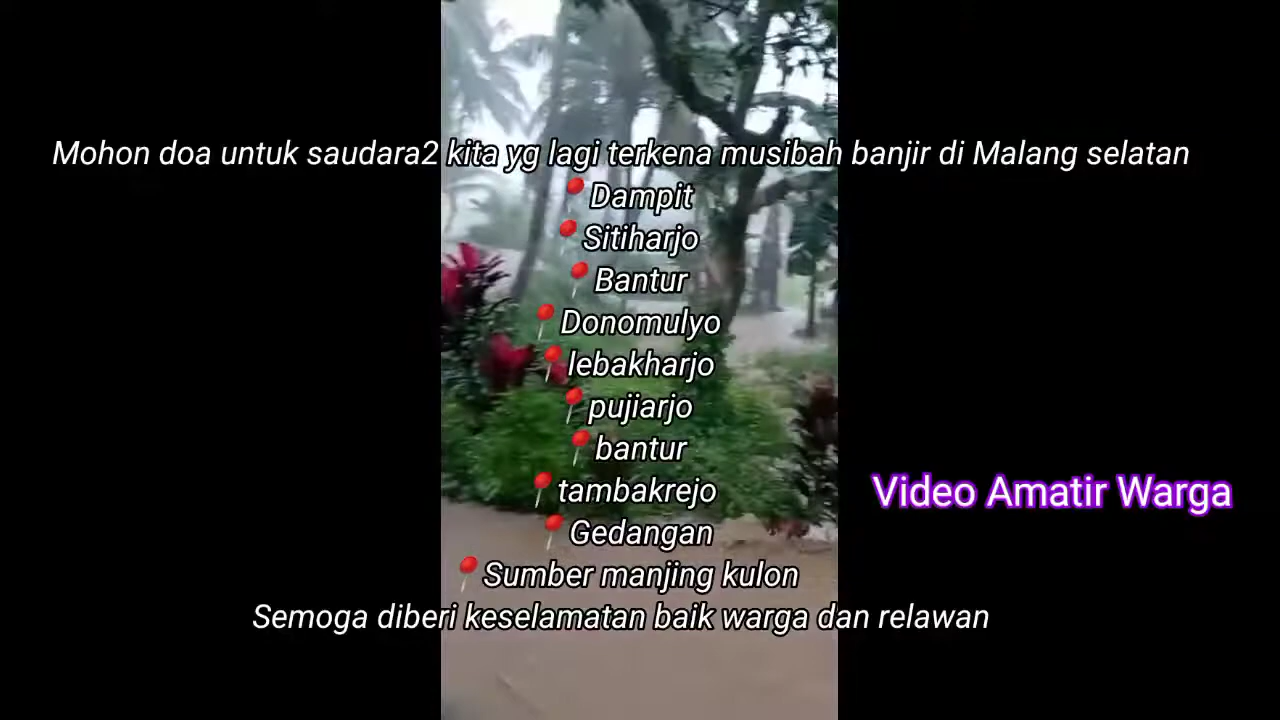 Mohon doa untuk saudara2 kita yg lagi terkena musibah banjir di Malang selatan
📍Dampit
📍Sitiharjo
📍Bantur
📍Donomulyo
📍lebakharjo
📍pujiarjo
📍bantur
📍tambakrejo
Video Amatir Warga
📍Gedangan
📍Sumber manjing kulon
Semoga diberi keselamatan baik warga dan relawan